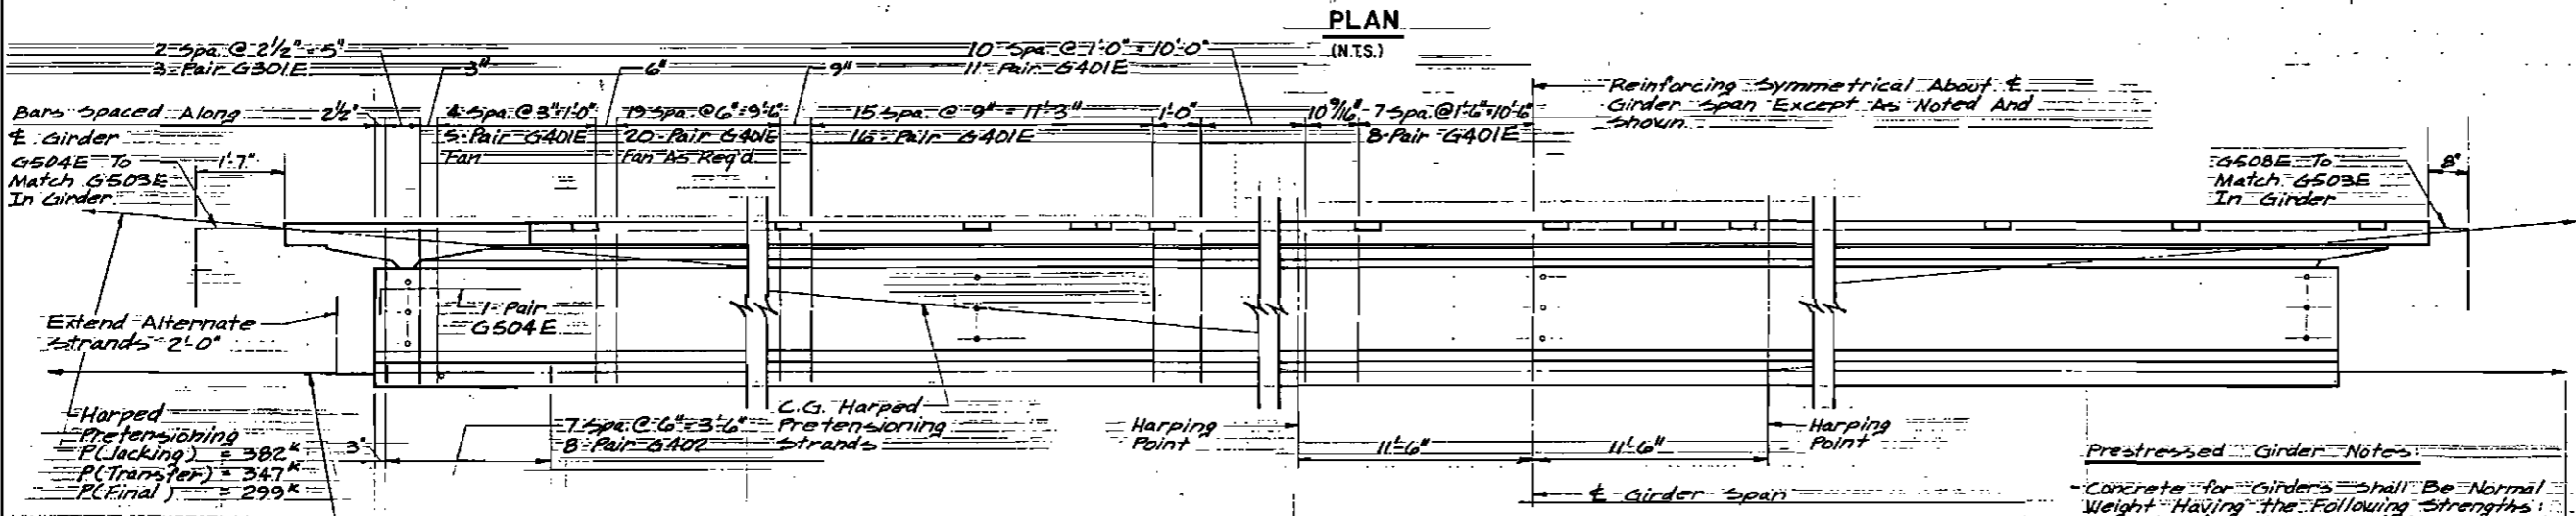 PLAN
(N.T.S.)
2-Spa. @ 2½" = 5"
3-Pair G301E
3"
6"
9"
10-Spa. @ 1'-0" = 10'-0"
11-Pair G401E
Reinforcing Symmetrical About ℄
Girder Span Except As Noted And
Shown
Bars Spaced Along
℄ Girder
2½"
4-Spa. @ 3" = 1'-0"
5-Pair G401E
Fan
19-Spa. @ 6" = 9'-6"
20-Pair G401E
Fan As Req'd.
15-Spa. @ 9" = 11'-3"
16-Pair G401E
1'-0"
10 9/16"
7 Spa. @ 1'-6" = 10'-6"
8-Pair G401E
G504E To
Match G503E
In Girder
1'-7"
G508E To
Match G503E
In Girder
8"
1-Pair
G504E
Extend Alternate
Strands 2'-0"
Harped
Pretensioning
P(Jacking) = 382ᴷ
P(Transfer) = 347ᴷ
P(Final) = 299ᴷ
3"
7 Spa. @ 6" = 3'-6"
8-Pair G402
C.G. Harped
Pretensioning
Strands
Harping
Point
11'-6"
11'-6"
Harping
Point
℄ Girder Span
Prestressed Girder Notes:
Concrete for Girders Shall Be Normal
Weight Having the Following Strengths: